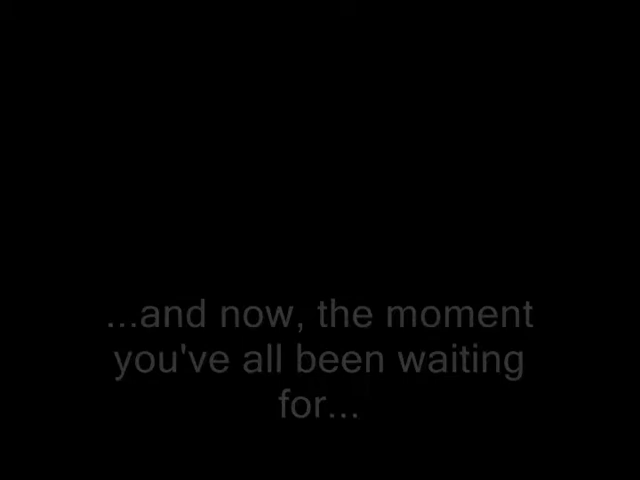 ...and now, the moment
you've all been waiting
for...